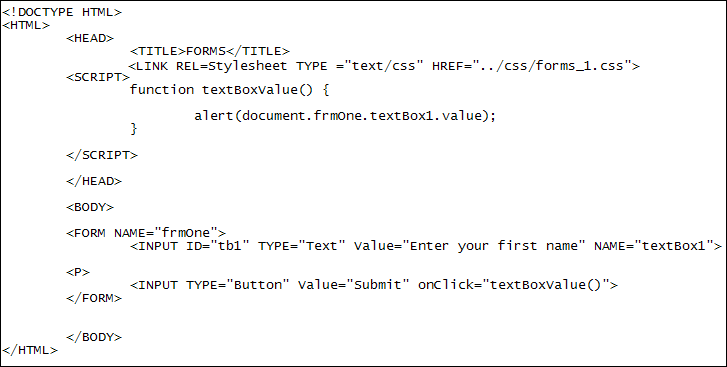 <!DOCTYPE HTML>
<HTML>
<HEAD>
<TITLE>FORMS</TITLE>
<LINK REL=Stylesheet TYPE ="text/css" HREF="../css/forms_1.css">
<SCRIPT>
function textBoxValue() {
alert(document.frmOne.textBox1.value);
}
</SCRIPT>
</HEAD>
<BODY>
<FORM NAME="frmOne">
<INPUT ID="tb1" TYPE="Text" Value="Enter your first name" NAME="textBox1">
<P>
<INPUT TYPE="Button" Value="Submit" onClick="textBoxValue()">
</FORM>
</BODY>
</HTML>